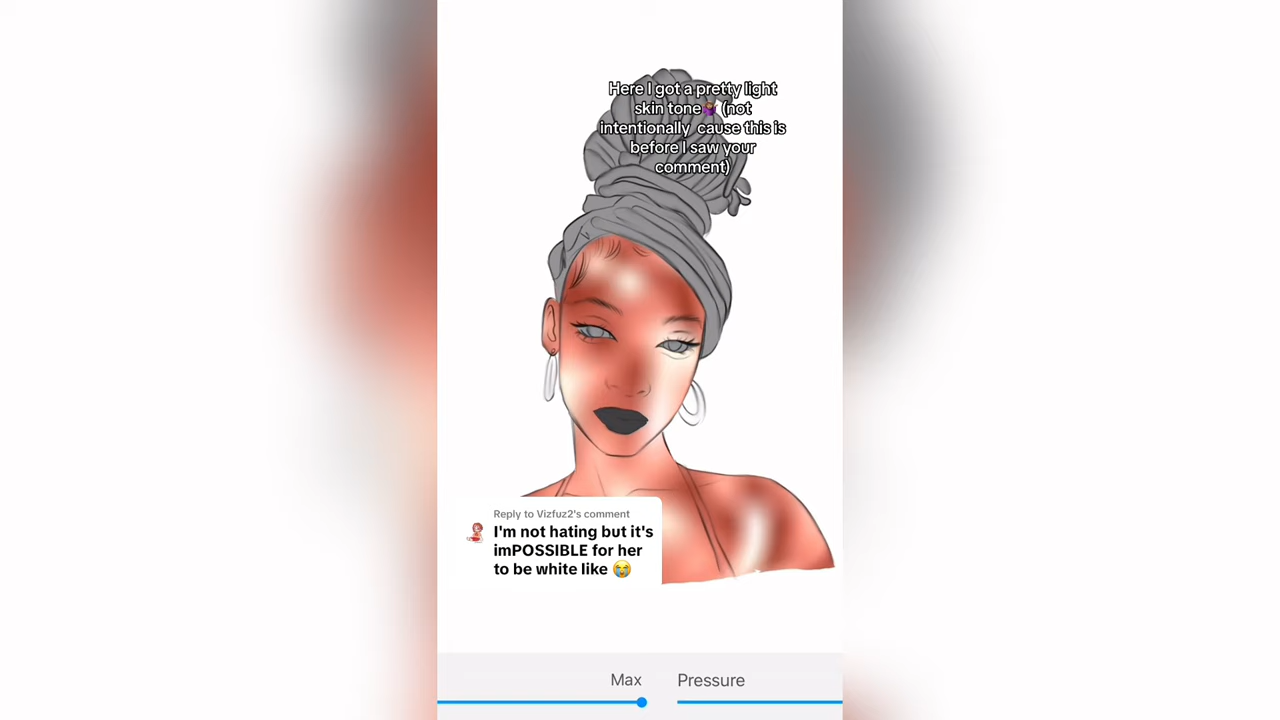 Here I got a pretty light
skin tone💇🏾‍♀️ (not
intentionally cause this is
before I saw your
comment)
Reply to Vizfuz2's comment
I'm not hating but it's
imPOSSIBLE for her
to be white like 😭
Max
Pressure